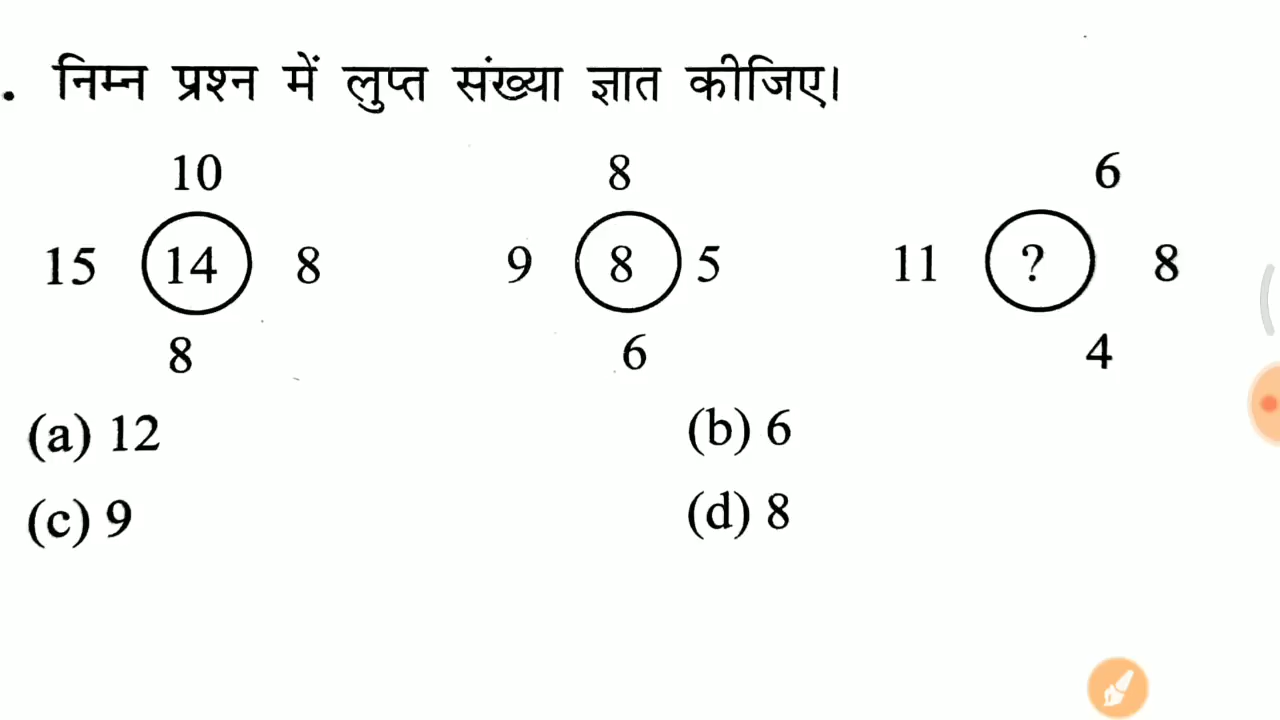 . निम्न प्रश्न में लुप्त संख्या ज्ञात कीजिए।
10 8 6
15 14 8 9 8 5 11 ? 8
8 6 4
(a) 12 (b) 6
(c) 9 (d) 8